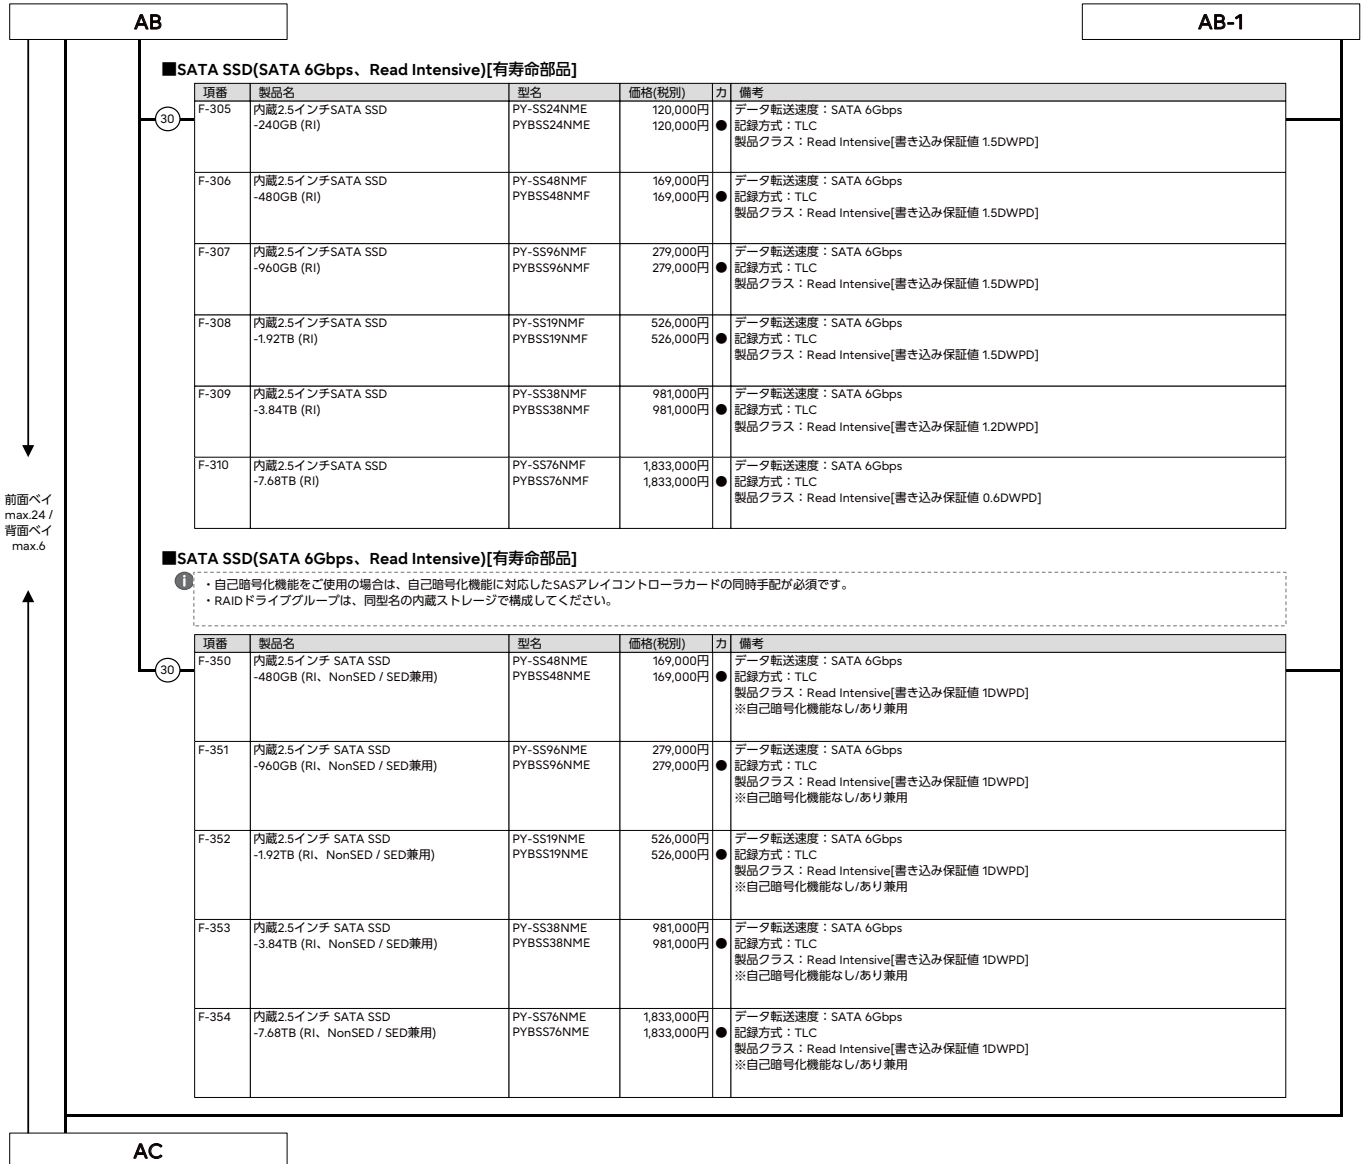 AB
AB-1
■SATA SSD(SATA 6Gbps、Read Intensive)[有寿命部品]
項番 製品名 型名 価格(税別) カ 備考
30
F-305 内蔵2.5インチSATA SSD PY-SS24NME 120,000円 データ転送速度：SATA 6Gbps
-240GB (RI) PYBSS24NME 120,000円 ● 記録方式：TLC
製品クラス：Read Intensive[書き込み保証値 1.5DWPD]
F-306 内蔵2.5インチSATA SSD PY-SS48NMF 169,000円 データ転送速度：SATA 6Gbps
-480GB (RI) PYBSS48NMF 169,000円 ● 記録方式：TLC
製品クラス：Read Intensive[書き込み保証値 1.5DWPD]
F-307 内蔵2.5インチSATA SSD PY-SS96NMF 279,000円 データ転送速度：SATA 6Gbps
-960GB (RI) PYBSS96NMF 279,000円 ● 記録方式：TLC
製品クラス：Read Intensive[書き込み保証値 1.5DWPD]
F-308 内蔵2.5インチSATA SSD PY-SS19NMF 526,000円 データ転送速度：SATA 6Gbps
-1.92TB (RI) PYBSS19NMF 526,000円 ● 記録方式：TLC
製品クラス：Read Intensive[書き込み保証値 1.5DWPD]
F-309 内蔵2.5インチSATA SSD PY-SS38NMF 981,000円 データ転送速度：SATA 6Gbps
-3.84TB (RI) PYBSS38NMF 981,000円 ● 記録方式：TLC
製品クラス：Read Intensive[書き込み保証値 1.2DWPD]
F-310 内蔵2.5インチSATA SSD PY-SS76NMF 1,833,000円 データ転送速度：SATA 6Gbps
-7.68TB (RI) PYBSS76NMF 1,833,000円 ● 記録方式：TLC
製品クラス：Read Intensive[書き込み保証値 0.6DWPD]
前面ベイ
max.24 /
背面ベイ
max.6
■SATA SSD(SATA 6Gbps、Read Intensive)[有寿命部品]
i ・自己暗号化機能をご使用の場合は、自己暗号化機能に対応したSASアレイコントローラカードの同時手配が必須です。
・RAIDドライブグループは、同型名の内蔵ストレージで構成してください。
項番 製品名 型名 価格(税別) カ 備考
30
F-350 内蔵2.5インチ SATA SSD PY-SS48NME 169,000円 データ転送速度：SATA 6Gbps
-480GB (RI、NonSED / SED兼用) PYBSS48NME 169,000円 ● 記録方式：TLC
製品クラス：Read Intensive[書き込み保証値 1DWPD]
※自己暗号化機能なし/あり兼用
F-351 内蔵2.5インチ SATA SSD PY-SS96NME 279,000円 データ転送速度：SATA 6Gbps
-960GB (RI、NonSED / SED兼用) PYBSS96NME 279,000円 ● 記録方式：TLC
製品クラス：Read Intensive[書き込み保証値 1DWPD]
※自己暗号化機能なし/あり兼用
F-352 内蔵2.5インチ SATA SSD PY-SS19NME 526,000円 データ転送速度：SATA 6Gbps
-1.92TB (RI、NonSED / SED兼用) PYBSS19NME 526,000円 ● 記録方式：TLC
製品クラス：Read Intensive[書き込み保証値 1DWPD]
※自己暗号化機能なし/あり兼用
F-353 内蔵2.5インチ SATA SSD PY-SS38NME 981,000円 データ転送速度：SATA 6Gbps
-3.84TB (RI、NonSED / SED兼用) PYBSS38NME 981,000円 ● 記録方式：TLC
製品クラス：Read Intensive[書き込み保証値 1DWPD]
※自己暗号化機能なし/あり兼用
F-354 内蔵2.5インチ SATA SSD PY-SS76NME 1,833,000円 データ転送速度：SATA 6Gbps
-7.68TB (RI、NonSED / SED兼用) PYBSS76NME 1,833,000円 ● 記録方式：TLC
製品クラス：Read Intensive[書き込み保証値 1DWPD]
※自己暗号化機能なし/あり兼用
AC